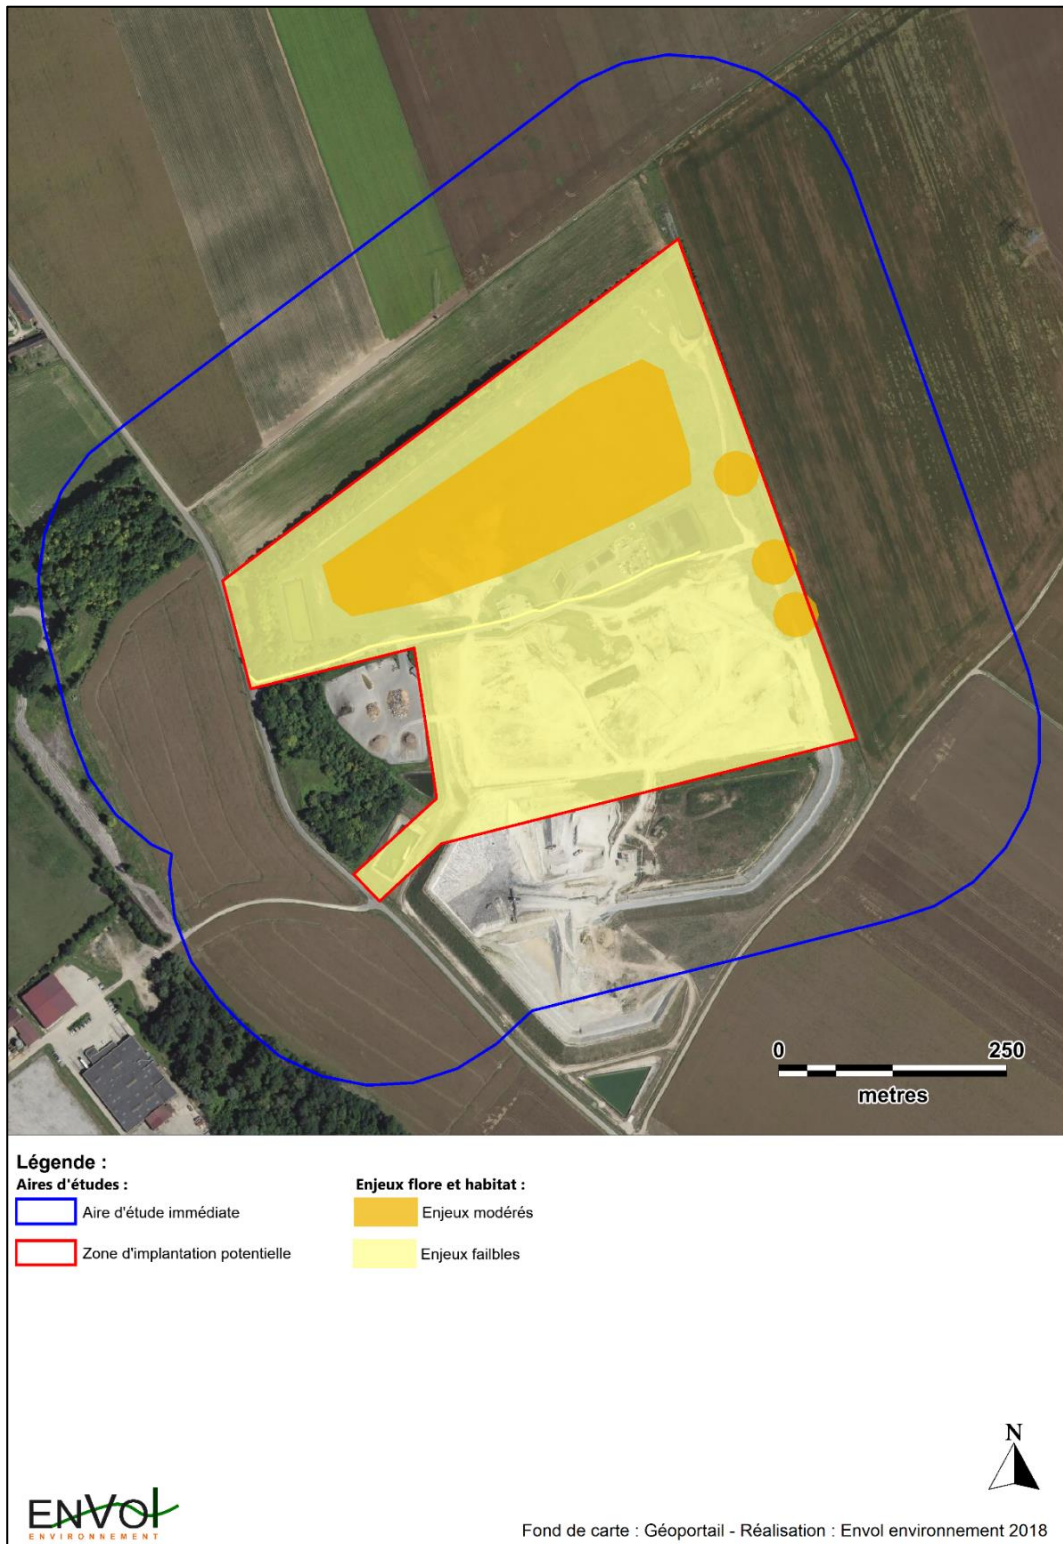 0 250
metres
Légende :
Aires d'études :
Aire d'étude immédiate
Zone d'implantation potentielle
Enjeux flore et habitat :
Enjeux modérés
Enjeux failbles
N
ENVOl
ENVIRONNEMENT
Fond de carte : Géoportail - Réalisation : Envol environnement 2018